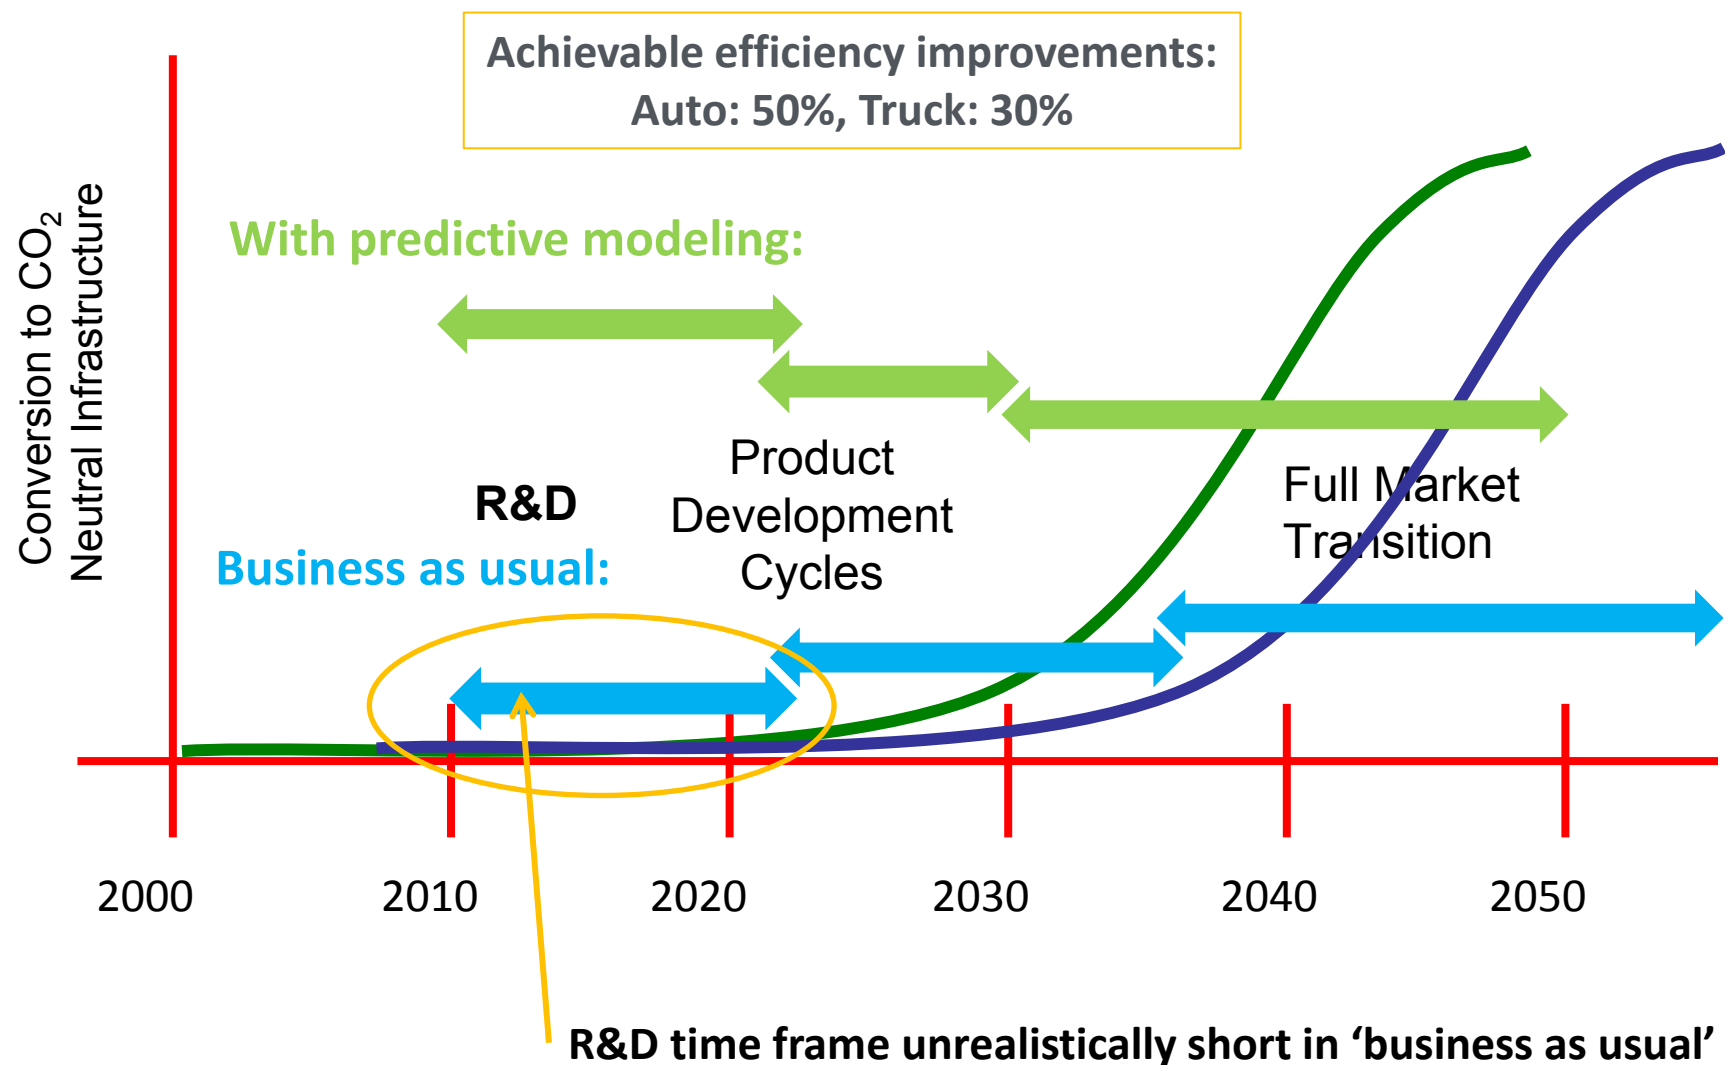 Achievable efficiency improvements:
Auto: 50%, Truck: 30%
Conversion to CO₂
Neutral Infrastructure
With predictive modeling:
R&D
Product
Development
Cycles
Full Market
Transition
Business as usual:
2000 2010 2020 2030 2040 2050
R&D time frame unrealistically short in ‘business as usual’